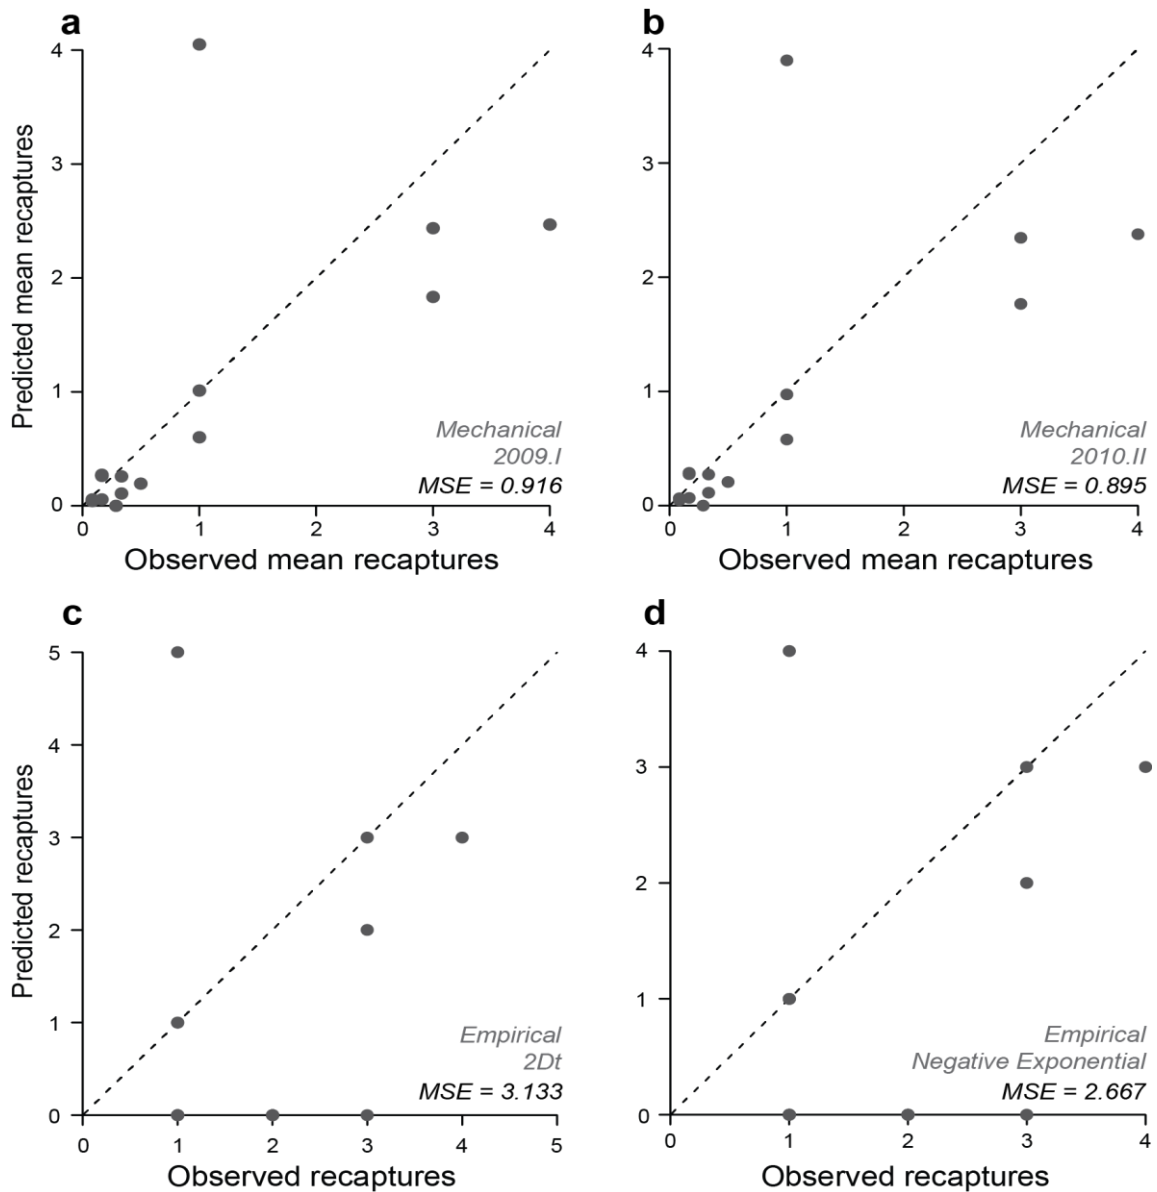 a
4
3
2
1
0
0
1
2
3
4
Predicted mean recaptures
Observed mean recaptures
Mechanical
2009.I
MSE = 0.916
b
4
3
2
1
0
0
1
2
3
4
Observed mean recaptures
Mechanical
2010.II
MSE = 0.895
c
5
4
3
2
1
0
0
1
2
3
4
5
Predicted recaptures
Observed recaptures
Empirical
2Dt
MSE = 3.133
d
4
3
2
1
0
0
1
2
3
4
Observed recaptures
Empirical
Negative Exponential
MSE = 2.667